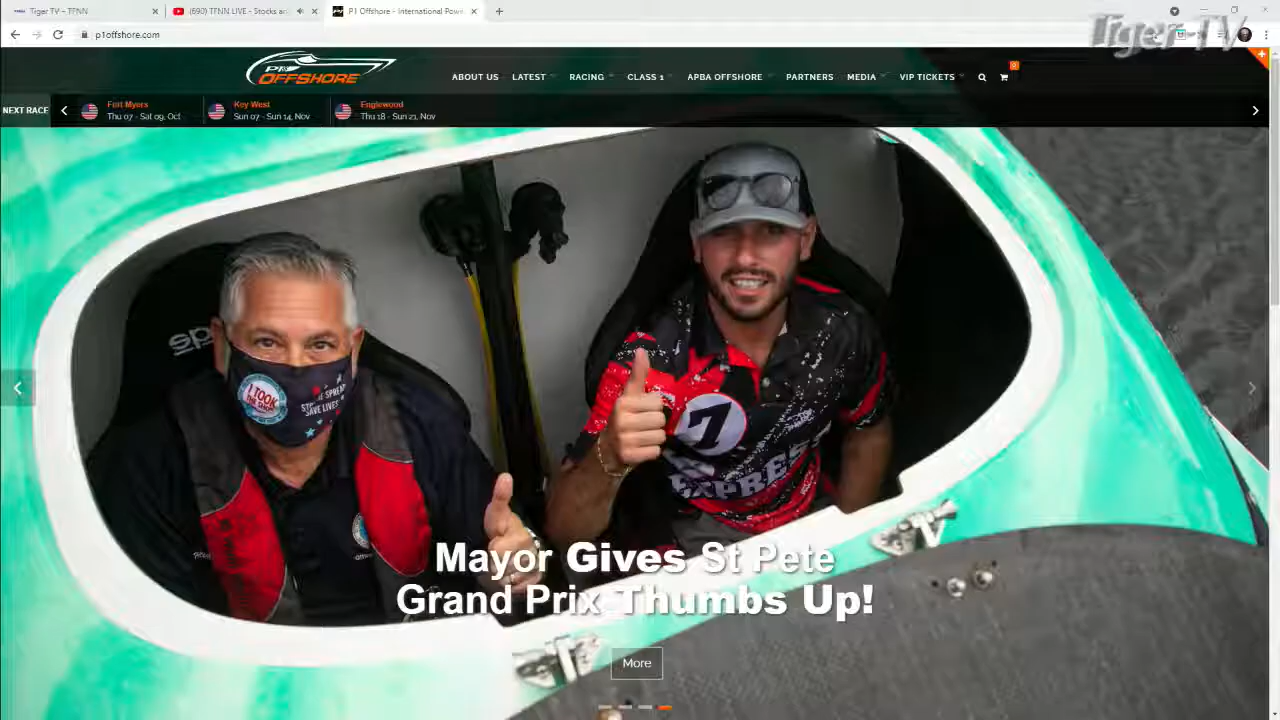 Tiger TV - TFNN
(690) TFNN LIVE - Stocks an
P1 Offshore - International Powe
Tiger-TV
p1offshore.com
P1
OFFSHORE
ABOUT US LATEST RACING CLASS 1 APBA OFFSHORE PARTNERS MEDIA VIP TICKETS
0
NEXT RACE
Fort Myers
Thu 07 - Sat 09, Oct
Key West
Sun 07 - Sun 14, Nov
Englewood
Thu 18 - Sun 21, Nov
I TOOK
THE SHOT
SPREAD
SAVE LIVES
7
EXPRESS
Mayor Gives St Pete
Grand Prix Thumbs Up!
More